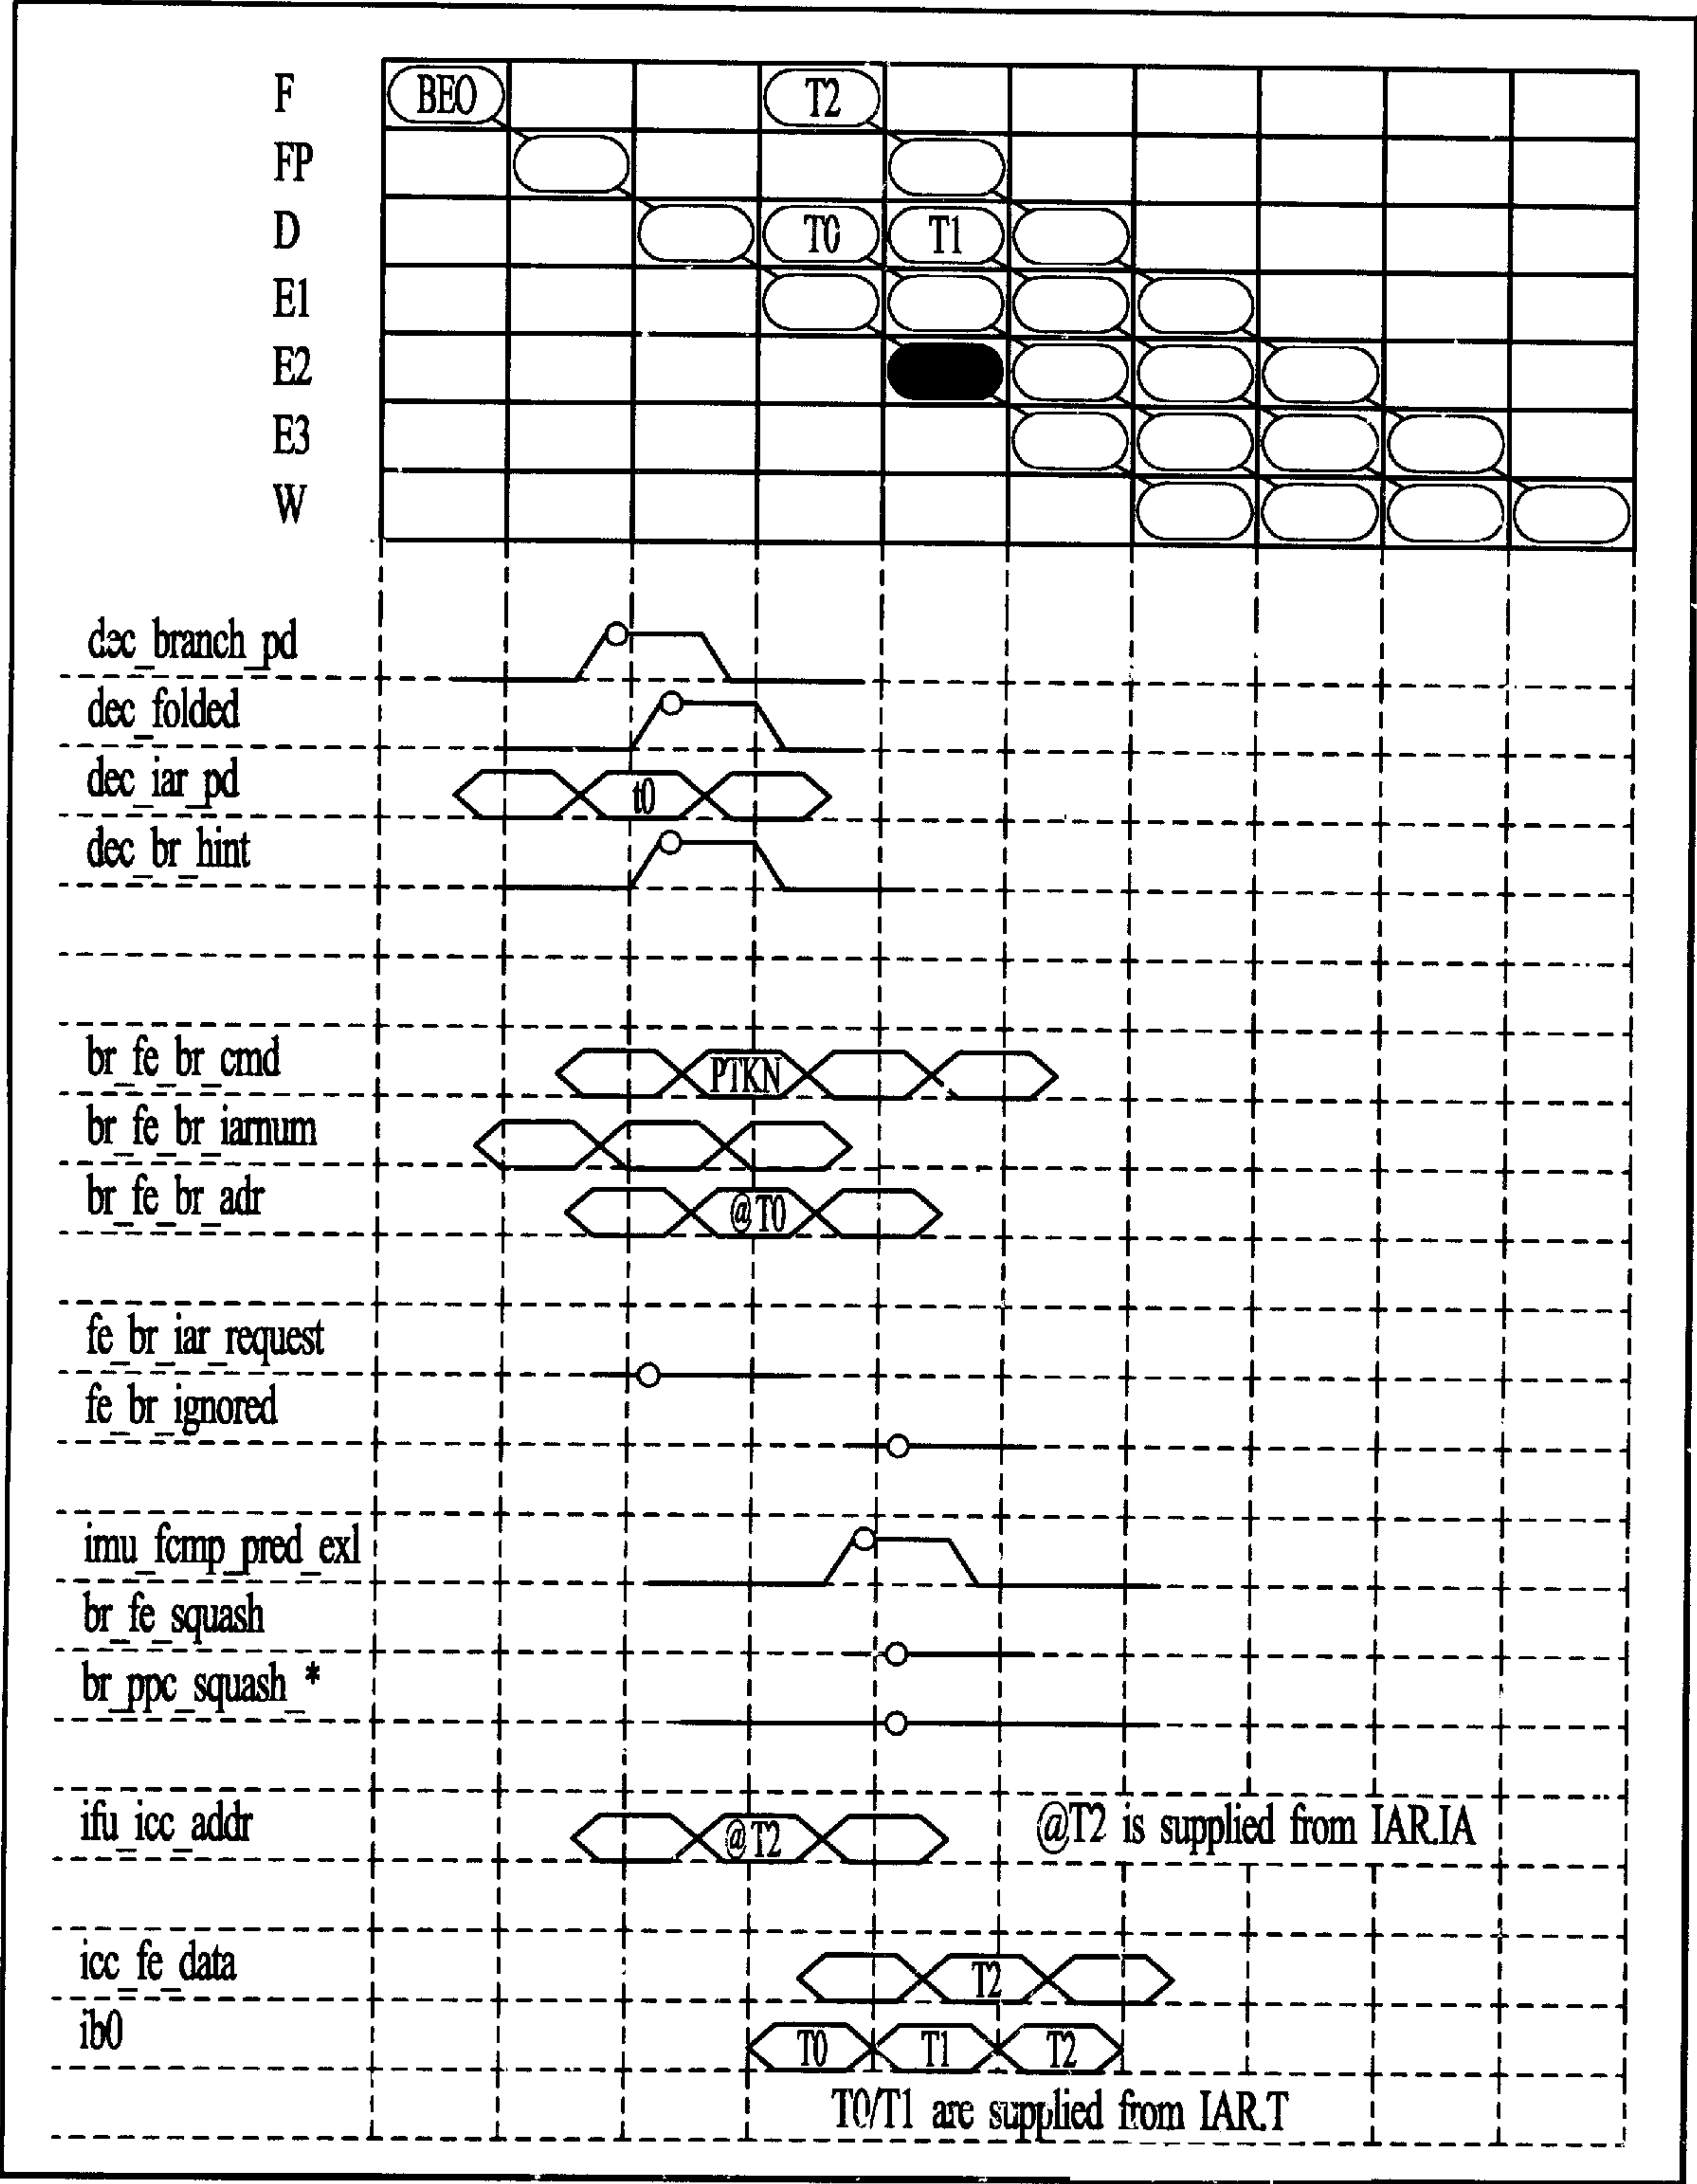 F BEO T2
FP
D T0 T1
E1
E2
E3
W
dec_branch_pd
dec_folded
dec_iar_pd t0
dec_br_hint
br_fe_br_cmd PTKN
br_fe_br_iarnum
br_fe_br_adr @T0
fe_br_iar_request
fe_br_ignored
imu_fcmp_pred_exl
br_fe_squash
br_ppc_squash_*
ifu_icc_addr @T2 @T2 is supplied from IAR.IA
icc_fe_data T2
ib0 T0 T1 T2
T0/T1 are supplied from IAR.T